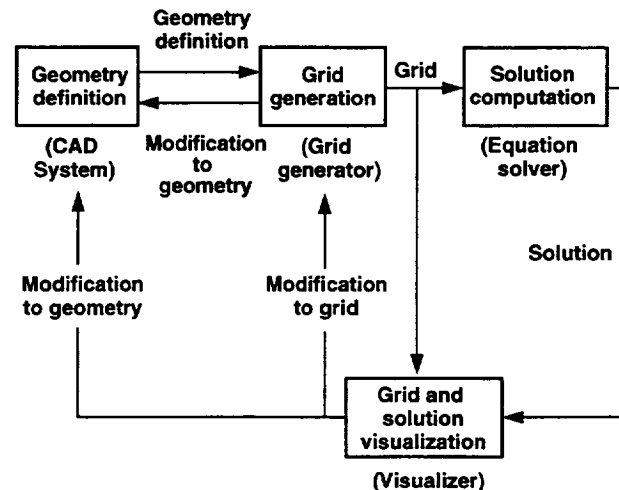 Geometry
definition
Geometry
definition
Grid
generation
Grid
Solution
computation
(CAD
System)
Modification
to
geometry
(Grid
generator)
(Equation
solver)
Modification
to geometry
Modification
to grid
Solution
Grid and
solution
visualization
(Visualizer)